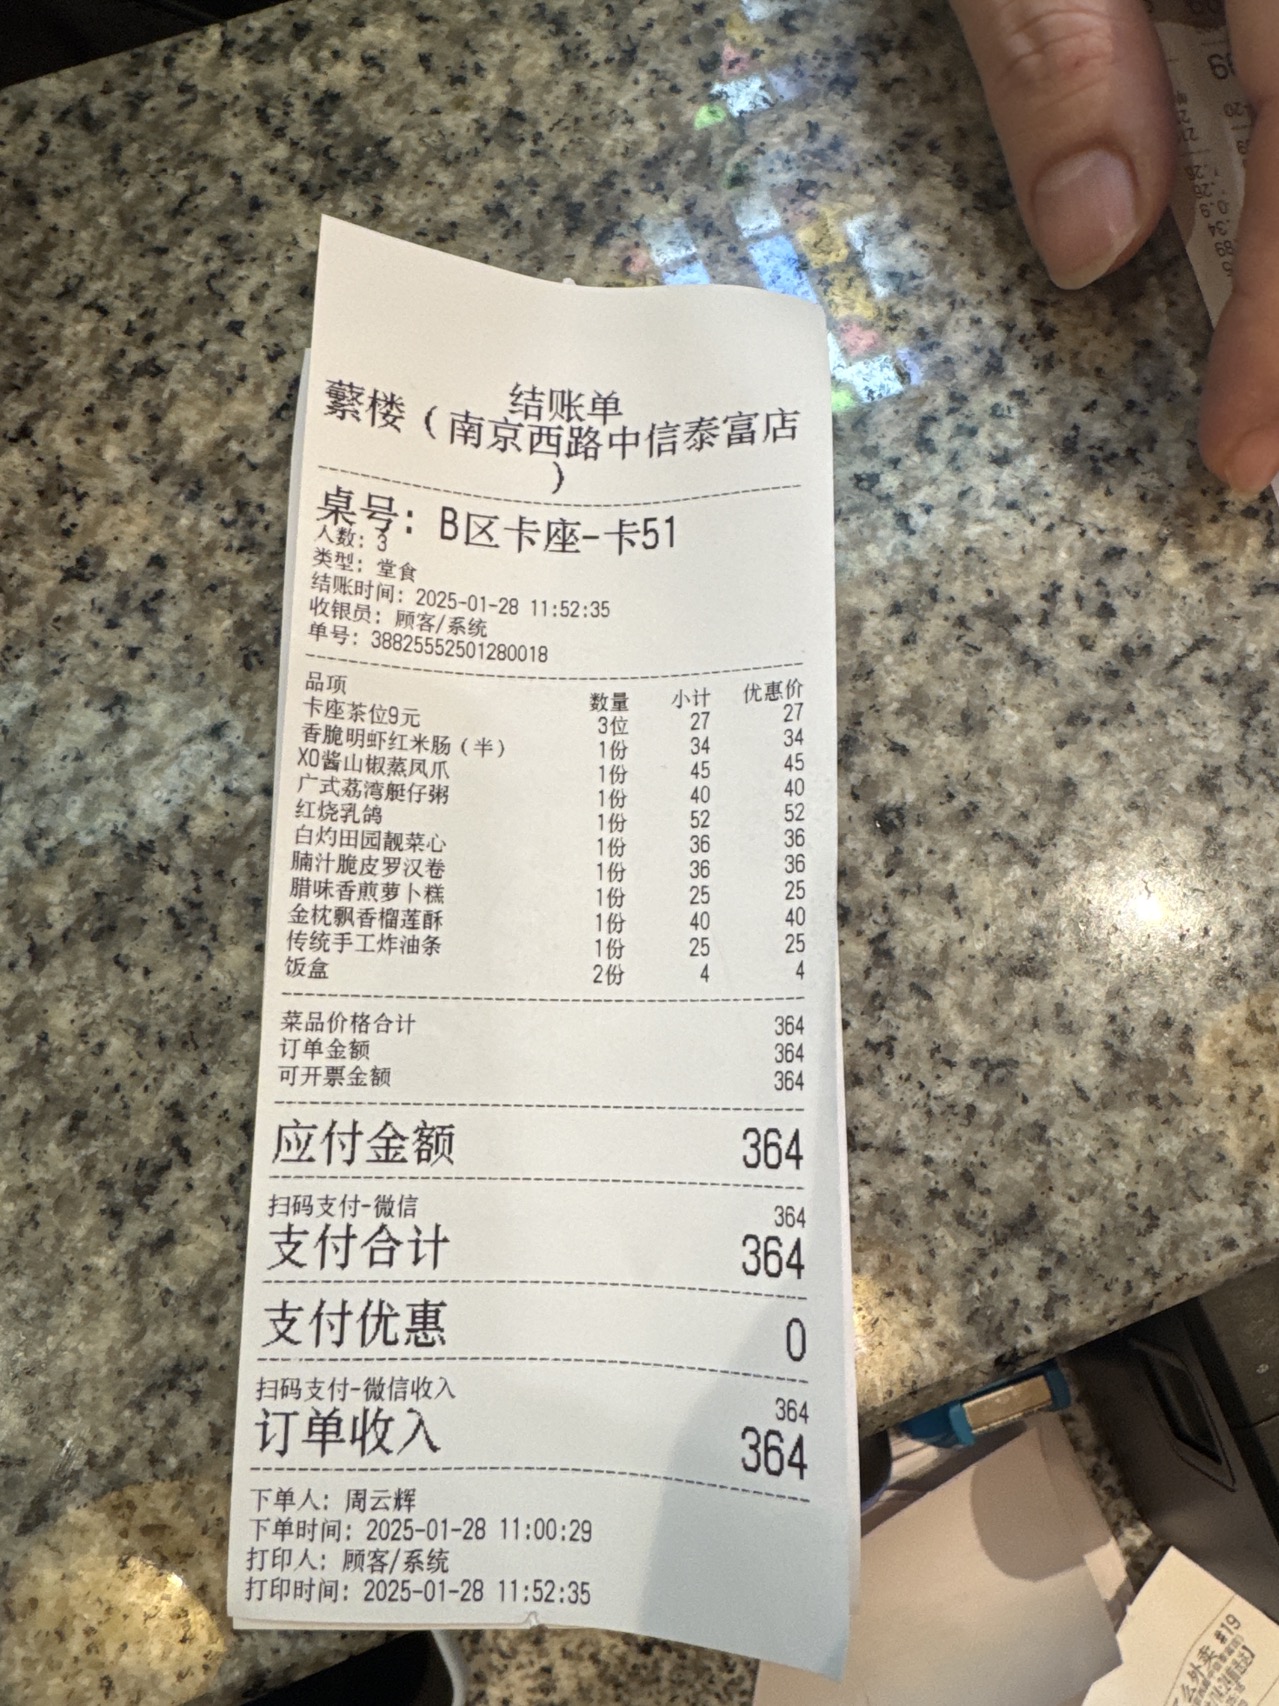 结账单
蘩楼（南京西路中信泰富店
）
桌号：B区卡座-卡51
人数：3
类型：堂食
结账时间：2025-01-28 11:52:35
收银员：顾客/系统
单号：38825552501280018
品项 数量 小计 优惠价
卡座茶位9元 3位 27 27
香脆明虾红米肠（半） 1份 34 34
XO酱山椒蒸凤爪 1份 45 45
广式荔湾艇仔粥 1份 40 40
红烧乳鸽 1份 52 52
白灼田园靓菜心 1份 36 36
腩汁脆皮罗汉卷 1份 36 36
腊味香煎萝卜糕 1份 25 25
金枕飘香榴莲酥 1份 40 40
传统手工炸油条 1份 25 25
饭盒 2份 4 4
菜品价格合计 364
订单金额 364
可开票金额 364
应付金额 364
扫码支付-微信 364
支付合计 364
支付优惠 0
扫码支付-微信收入 364
订单收入 364
下单人：周云辉
下单时间：2025-01-28 11:00:29
打印人：顾客/系统
打印时间：2025-01-28 11:52:35
么外卖 #19